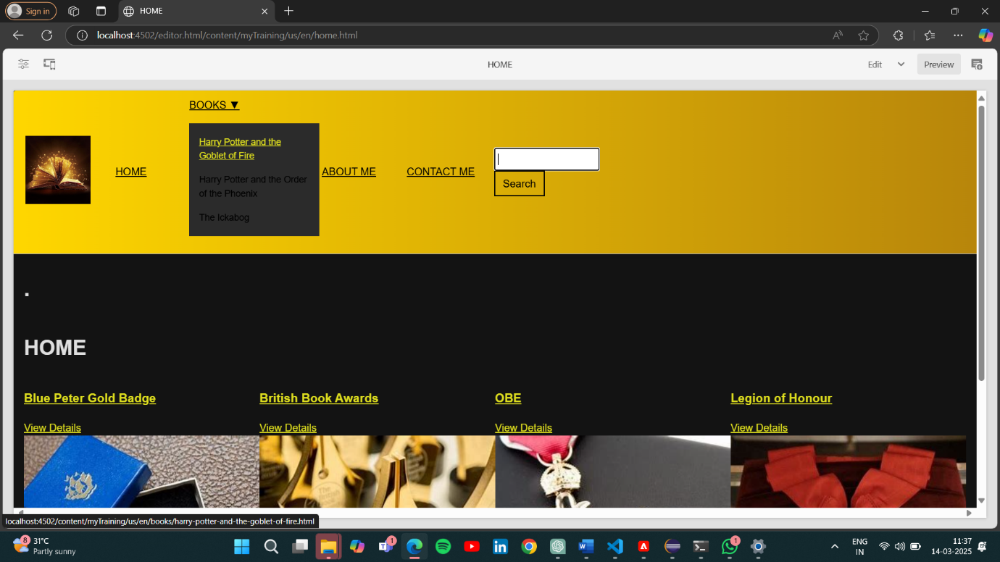 Sign in
HOME
localhost:4502/editor.html/content/myTraining/us/en/home.html
HOME
Edit
Preview
BOOKS ▼
Harry Potter and the
Goblet of Fire
Harry Potter and the Order
of the Phoenix
The Ickabog
HOME
ABOUT ME
CONTACT ME
Search
.
HOME
Blue Peter Gold Badge
British Book Awards
OBE
Legion of Honour
View Details
View Details
View Details
View Details
localhost:4502/content/myTraining/us/en/books/harry-potter-and-the-goblet-of-fire.html
8
31°C
Partly sunny
1
1
ENG
IN
11:37
14-03-2025